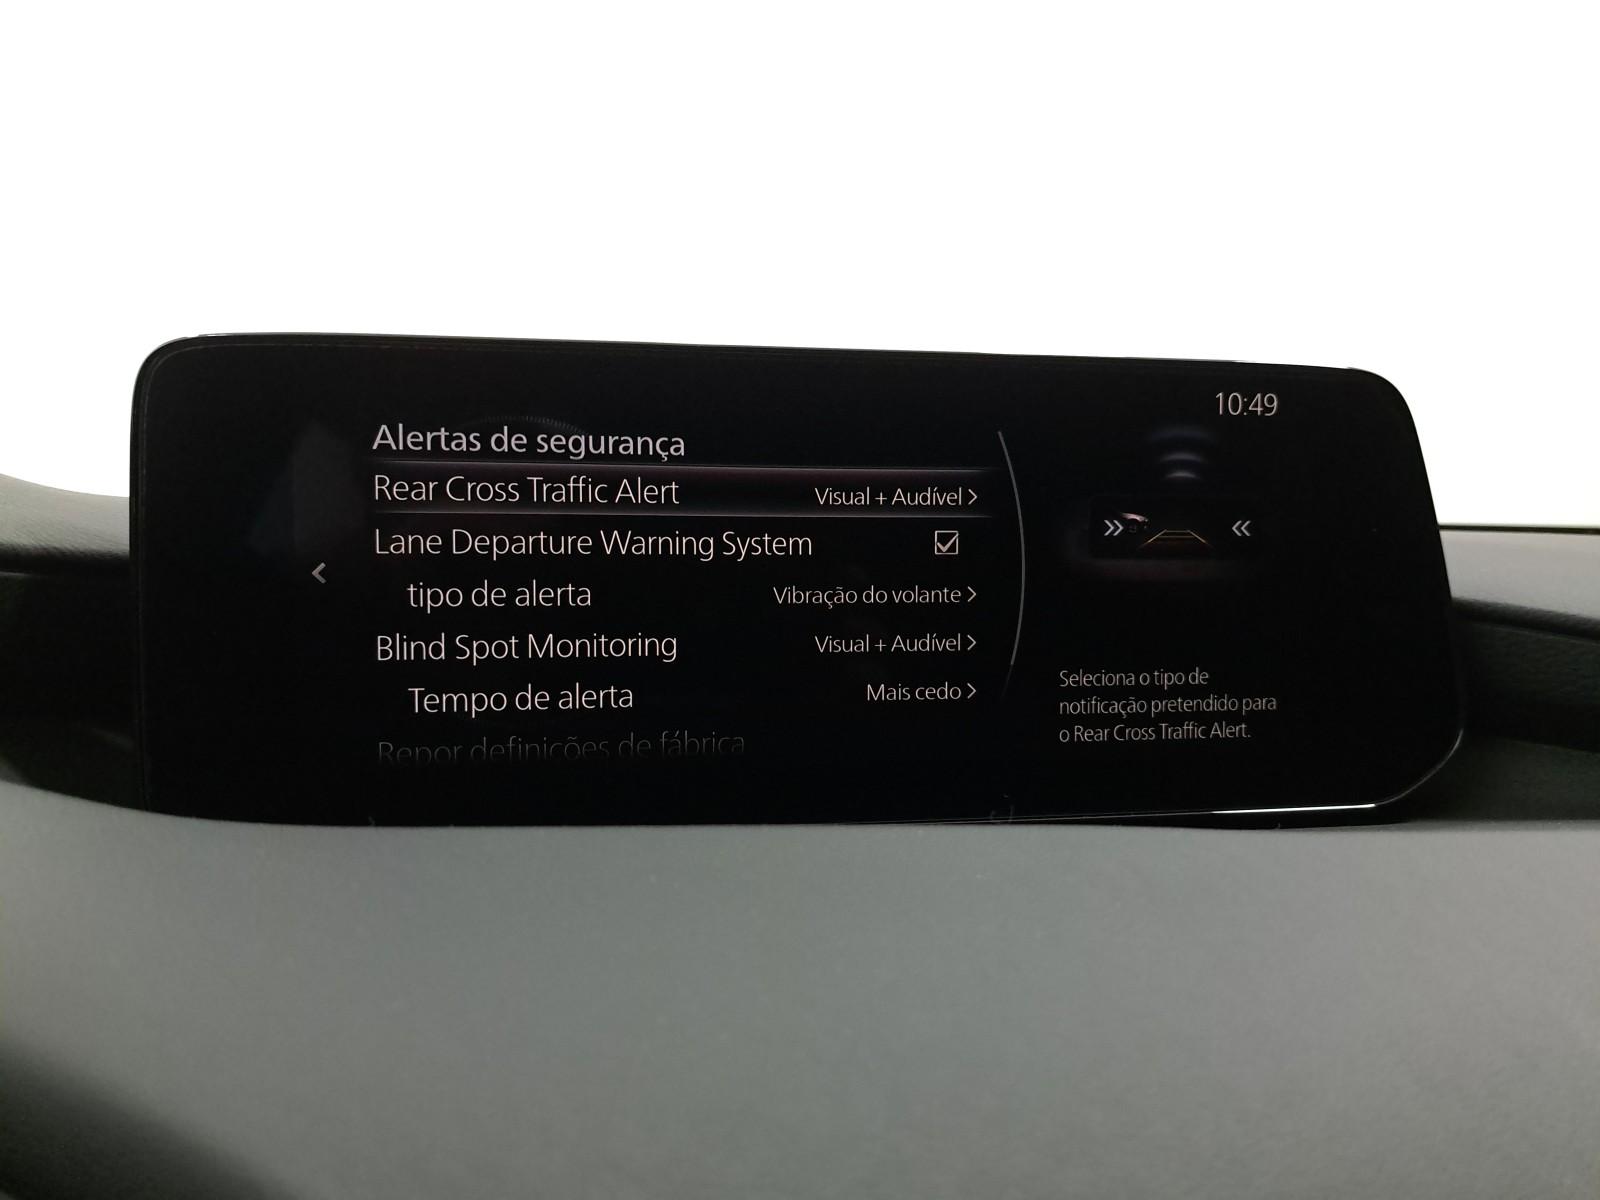 10:49
Alertas de segurança
Rear Cross Traffic Alert Visual + Audível >
Lane Departure Warning System
tipo de alerta Vibração do volante >
Blind Spot Monitoring Visual + Audível >
Tempo de alerta Mais cedo >
Repor definições de fábrica
Seleciona o tipo de
notificação pretendido para
o Rear Cross Traffic Alert.